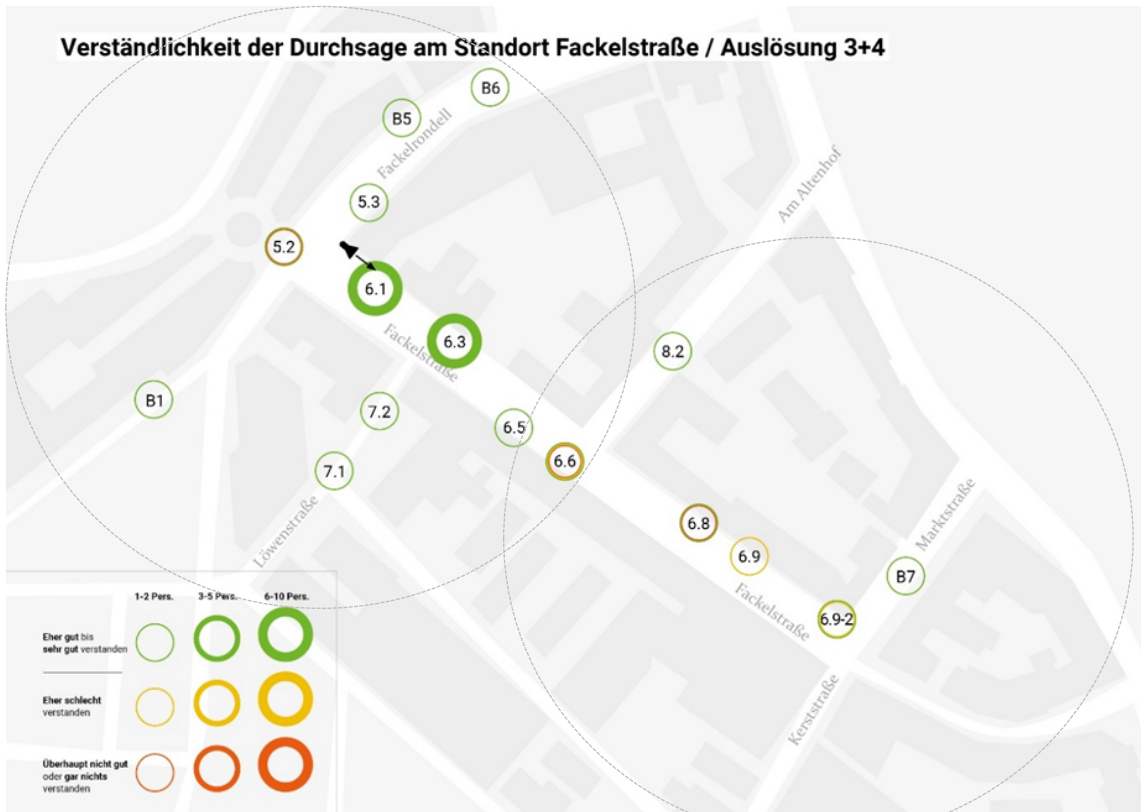 Verständlichkeit der Durchsage am Standort Fackelstraße / Auslösung 3+4
B6
B5
Fackelrondell
Am Altenhof
5.3
5.2
6.1
6.3
Fackelstraße
8.2
B1
7.2
6.5
6.6
7.1
Löwenstraße
6.8
Marktstraße
6.9
B7
Fackelstraße
6.9-2
Kerststraße
1-2 Pers. 3-5 Pers. 6-10 Pers.
Eher gut bis
sehr gut verstanden
Eher schlecht
verstanden
Überhaupt nicht gut
oder gar nichts
verstanden